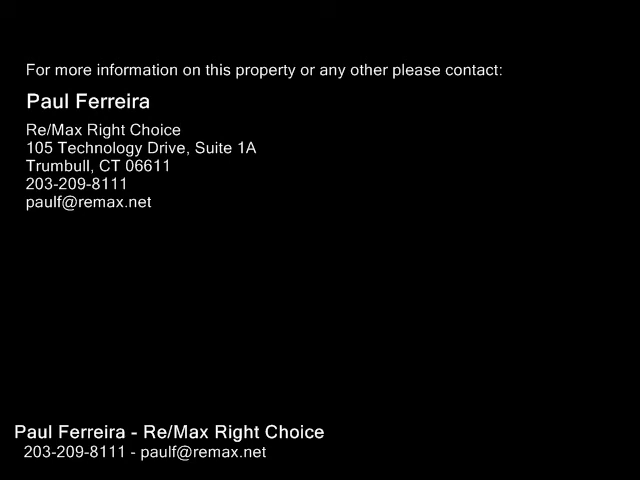 For more information on this property or any other please contact:
Paul Ferreira
Re/Max Right Choice
105 Technology Drive, Suite 1A
Trumbull, CT 06611
203-209-8111
paulf@remax.net
Paul Ferreira - Re/Max Right Choice
203-209-8111 - paulf@remax.net